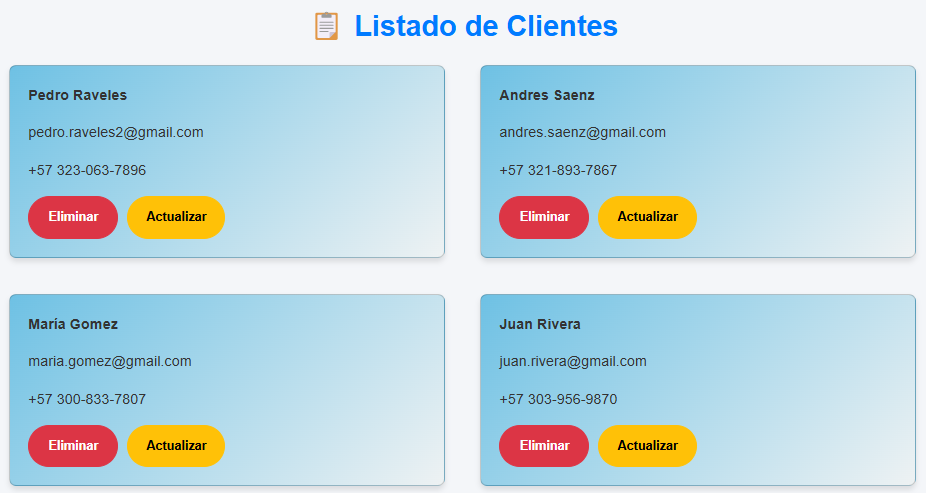 📋 Listado de Clientes
Pedro Raveles
pedro.raveles2@gmail.com
+57 323-063-7896
Eliminar Actualizar
Andres Saenz
andres.saenz@gmail.com
+57 321-893-7867
Eliminar Actualizar
María Gomez
maria.gomez@gmail.com
+57 300-833-7807
Eliminar Actualizar
Juan Rivera
juan.rivera@gmail.com
+57 303-956-9870
Eliminar Actualizar